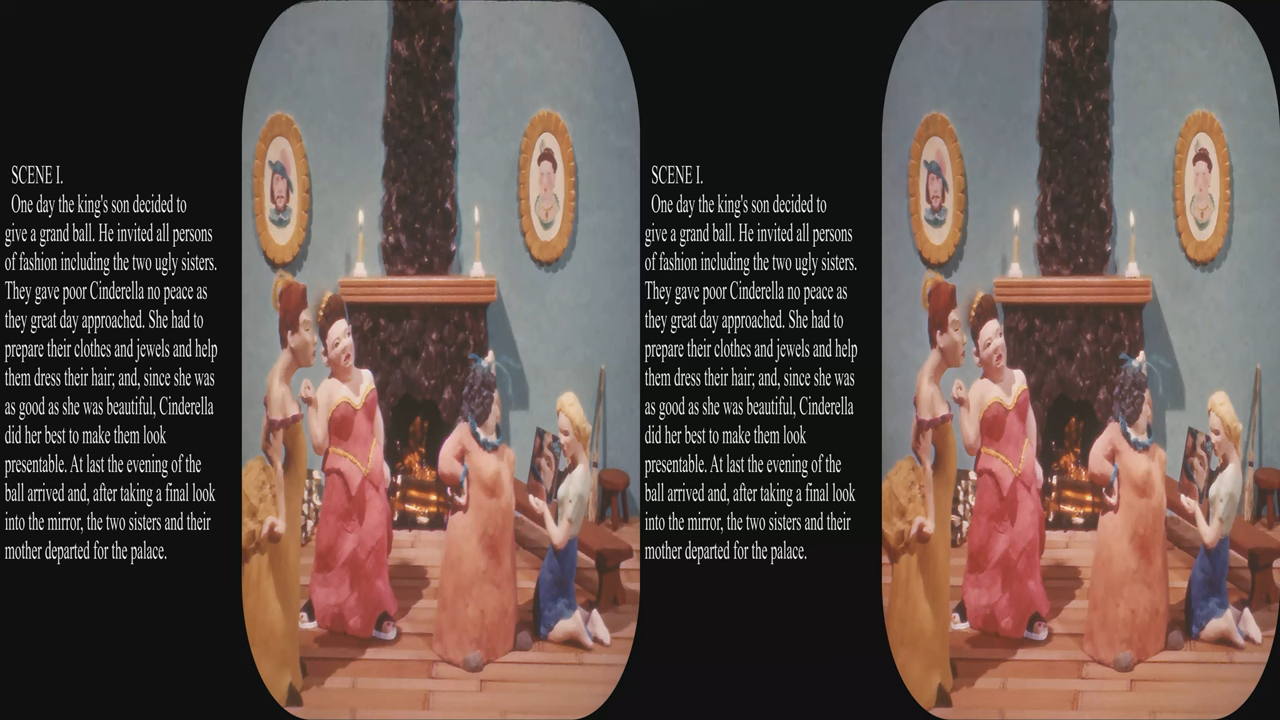 SCENE I.
One day the king's son decided to
give a grand ball. He invited all persons
of fashion including the two ugly sisters.
They gave poor Cinderella no peace as
they great day approached. She had to
prepare their clothes and jewels and help
them dress their hair; and, since she was
as good as she was beautiful, Cinderella
did her best to make them look
presentable. At last the evening of the
ball arrived and, after taking a final look
into the mirror, the two sisters and their
mother departed for the palace.
SCENE I.
One day the king's son decided to
give a grand ball. He invited all persons
of fashion including the two ugly sisters.
They gave poor Cinderella no peace as
they great day approached. She had to
prepare their clothes and jewels and help
them dress their hair; and, since she was
as good as she was beautiful, Cinderella
did her best to make them look
presentable. At last the evening of the
ball arrived and, after taking a final look
into the mirror, the two sisters and their
mother departed for the palace.